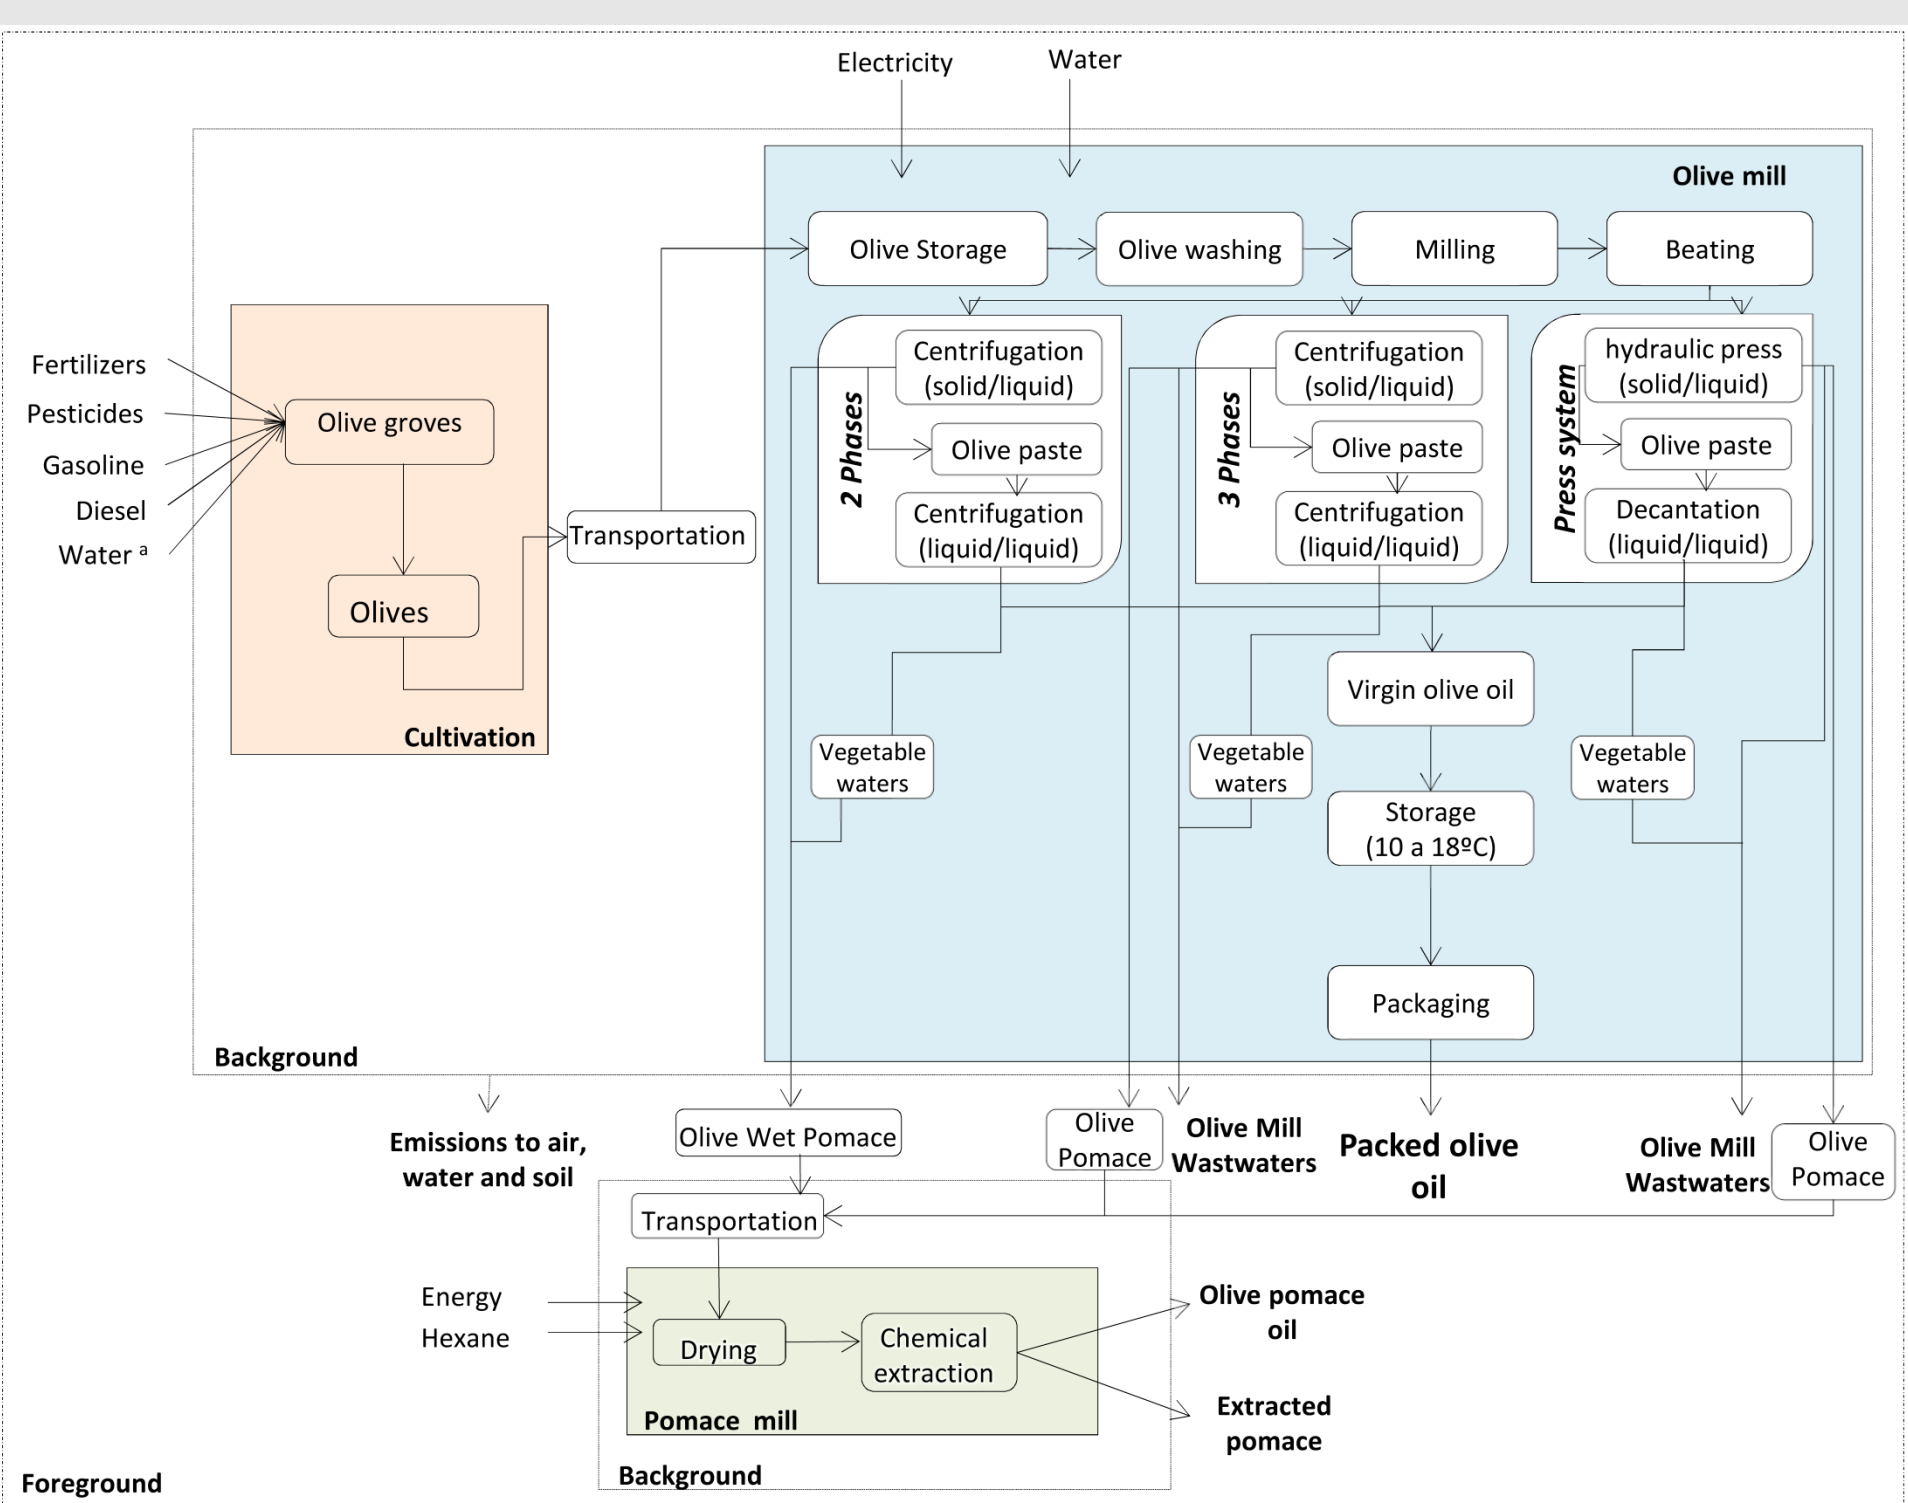 Electricity
Water
Olive mill
Olive Storage
Olive washing
Milling
Beating
Fertilizers
Pesticides
Gasoline
Diesel
Water a
Olive groves
Olives
Cultivation
Transportation
2 Phases
Centrifugation
(solid/liquid)
Olive paste
Centrifugation
(liquid/liquid)
3 Phases
Centrifugation
(solid/liquid)
Olive paste
Centrifugation
(liquid/liquid)
Press system
hydraulic press
(solid/liquid)
Olive paste
Decantation
(liquid/liquid)
Virgin olive oil
Vegetable
waters
Vegetable
waters
Vegetable
waters
Storage
(10 a 18ºC)
Packaging
Background
Emissions to air,
water and soil
Olive Wet Pomace
Olive
Pomace
Olive Mill
Wastwaters
Packed olive
oil
Olive Mill
Wastwaters
Olive
Pomace
Transportation
Energy
Hexane
Drying
Chemical
extraction
Olive pomace
oil
Extracted
pomace
Pomace mill
Background
Foreground